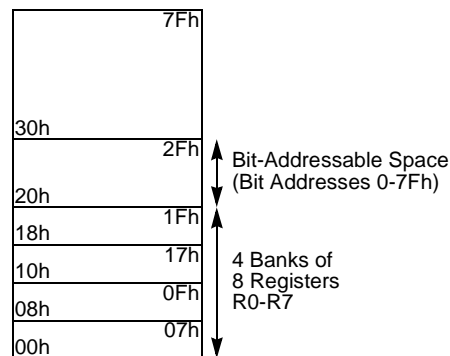 7Fh
30h
2Fh
Bit-Addressable Space
(Bit Addresses 0-7Fh)
20h
1Fh
18h
17h
4 Banks of
8 Registers
R0-R7
10h
0Fh
08h
07h
00h